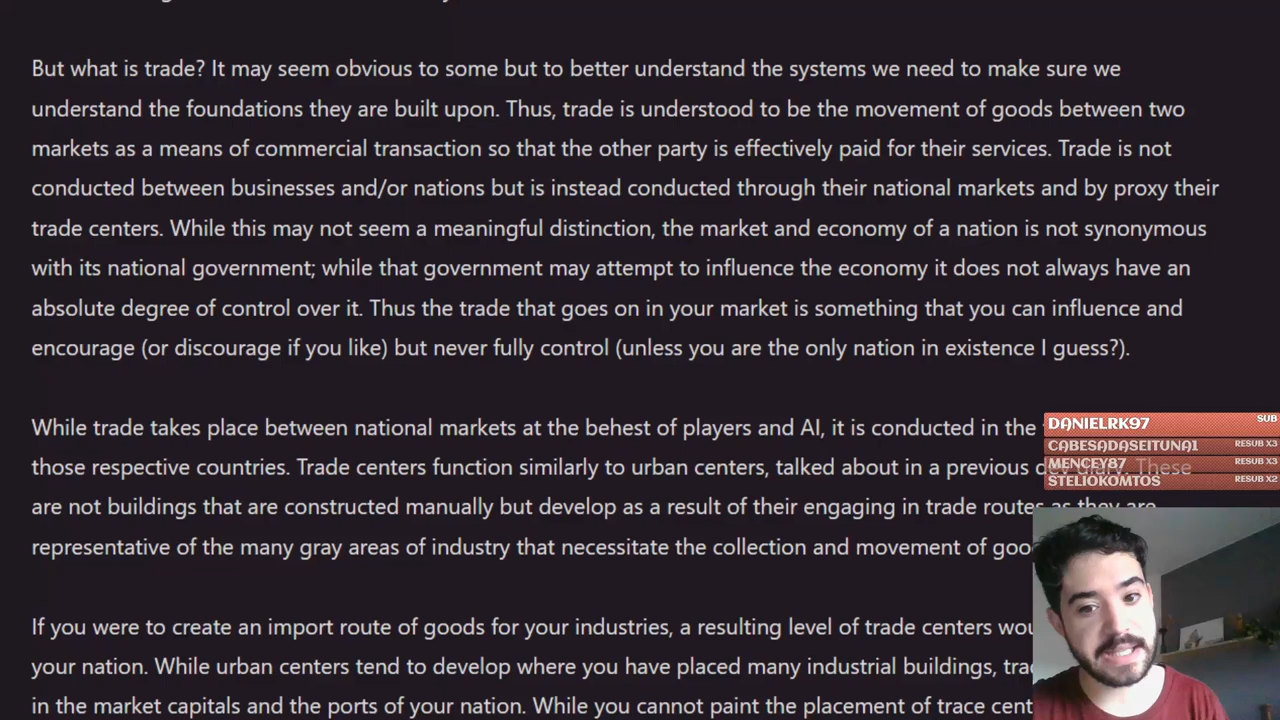 But what is trade? It may seem obvious to some but to better understand the systems we need to make sure we
understand the foundations they are built upon. Thus, trade is understood to be the movement of goods between two
markets as a means of commercial transaction so that the other party is effectively paid for their services. Trade is not
conducted between businesses and/or nations but is instead conducted through their national markets and by proxy their
trade centers. While this may not seem a meaningful distinction, the market and economy of a nation is not synonymous
with its national government; while that government may attempt to influence the economy it does not always have an
absolute degree of control over it. Thus the trade that goes on in your market is something that you can influence and
encourage (or discourage if you like) but never fully control (unless you are the only nation in existence I guess?).
While trade takes place between national markets at the behest of players and AI, it is conducted in the
those respective countries. Trade centers function similarly to urban centers, talked about in a previous dev diary. These
are not buildings that are constructed manually but develop as a result of their engaging in trade routes as they are
representative of the many gray areas of industry that necessitate the collection and movement of goo
If you were to create an import route of goods for your industries, a resulting level of trade centers wou
your nation. While urban centers tend to develop where you have placed many industrial buildings, trad
in the market capitals and the ports of your nation. While you cannot paint the placement of trace cent
DANIELRK97 SUB
CABESADASEITUNA1 RESUB X3
MENCEY87 RESUB X3
STELIOKOMTOS RESUB X2